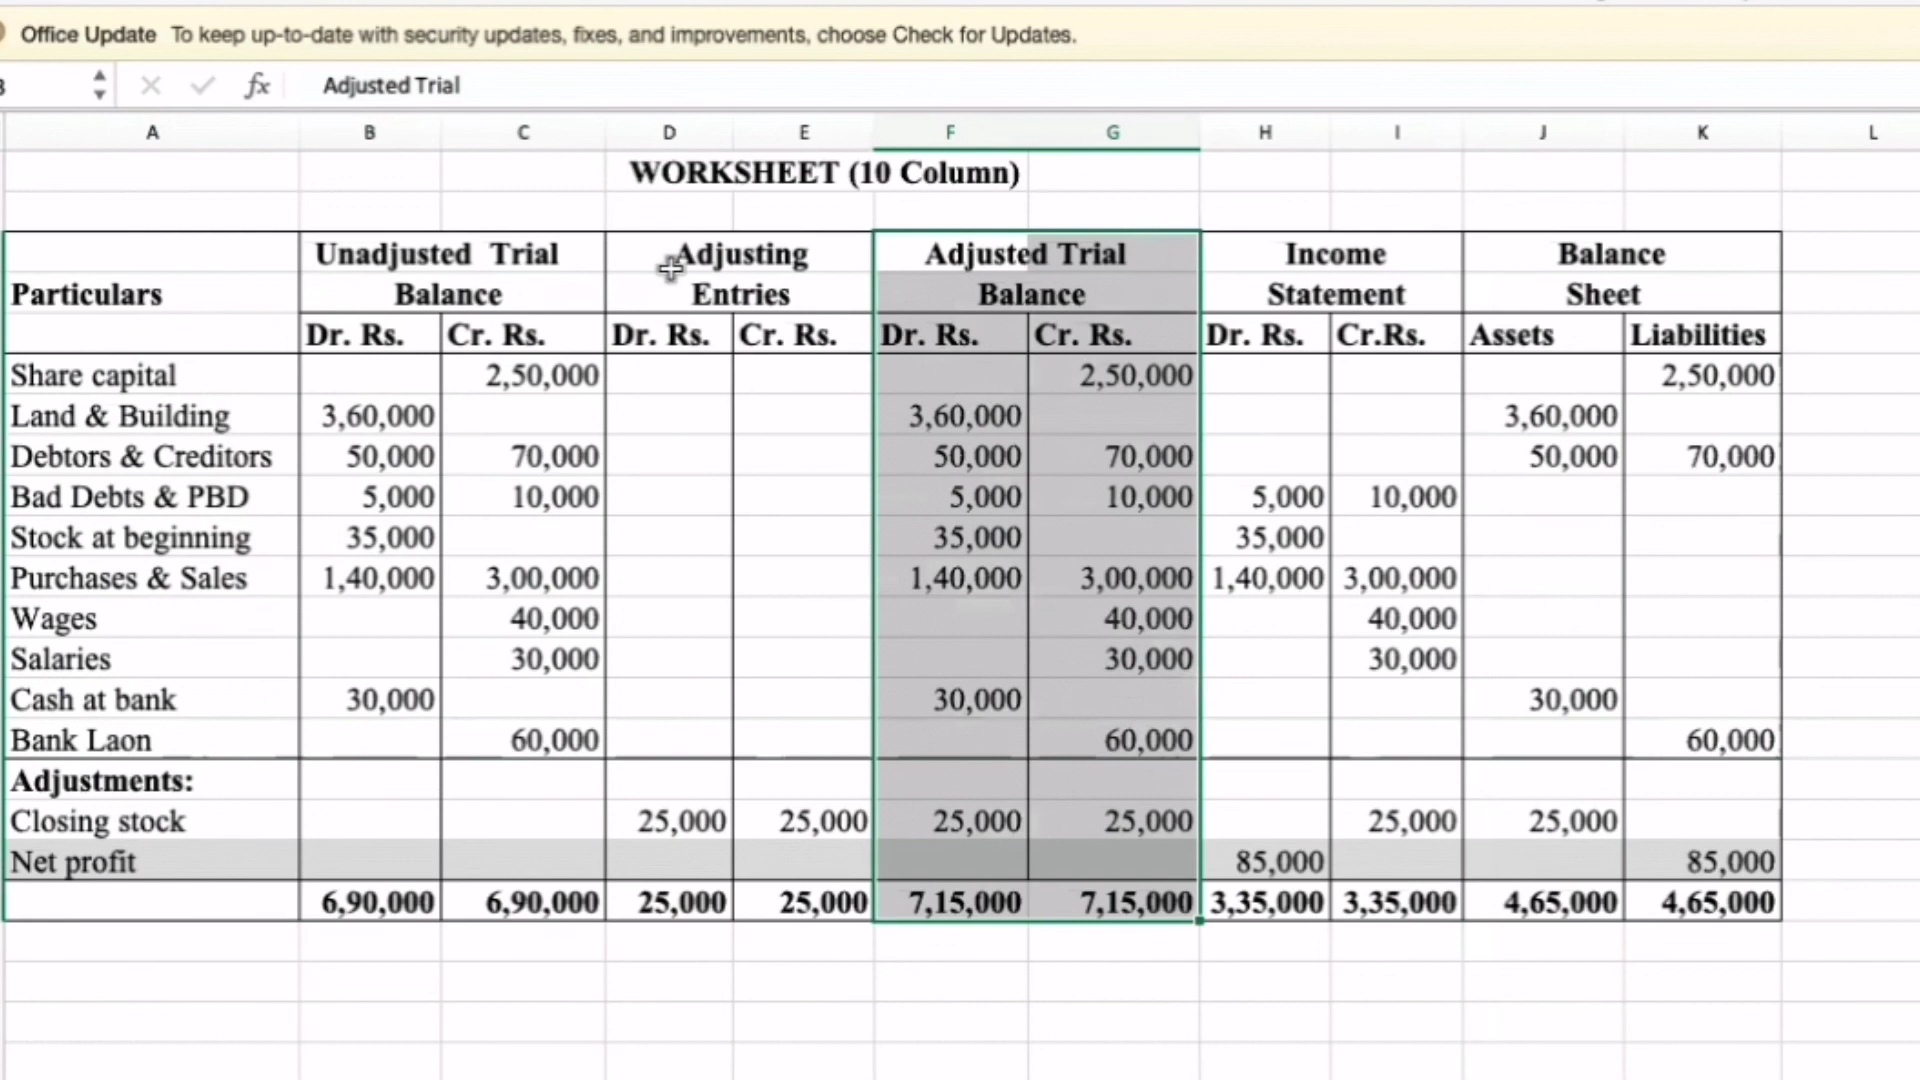 Office Update To keep up-to-date with security updates, fixes, and improvements, choose Check for Updates.
fx Adjusted Trial
A B C D E F G H I J K L
WORKSHEET (10 Column)
Unadjusted Trial Adjusting Adjusted Trial Income Balance
Particulars Balance Entries Balance Statement Sheet
Dr. Rs. Cr. Rs. Dr. Rs. Cr. Rs. Dr. Rs. Cr. Rs. Dr. Rs. Cr.Rs. Assets Liabilities
Share capital 2,50,000 2,50,000 2,50,000
Land & Building 3,60,000 3,60,000 3,60,000
Debtors & Creditors 50,000 70,000 50,000 70,000 50,000 70,000
Bad Debts & PBD 5,000 10,000 5,000 10,000 5,000 10,000
Stock at beginning 35,000 35,000 35,000
Purchases & Sales 1,40,000 3,00,000 1,40,000 3,00,000 1,40,000 3,00,000
Wages 40,000 40,000 40,000
Salaries 30,000 30,000 30,000
Cash at bank 30,000 30,000 30,000
Bank Laon 60,000 60,000 60,000
Adjustments:
Closing stock 25,000 25,000 25,000 25,000 25,000 25,000
Net profit 85,000 85,000
6,90,000 6,90,000 25,000 25,000 7,15,000 7,15,000 3,35,000 3,35,000 4,65,000 4,65,000